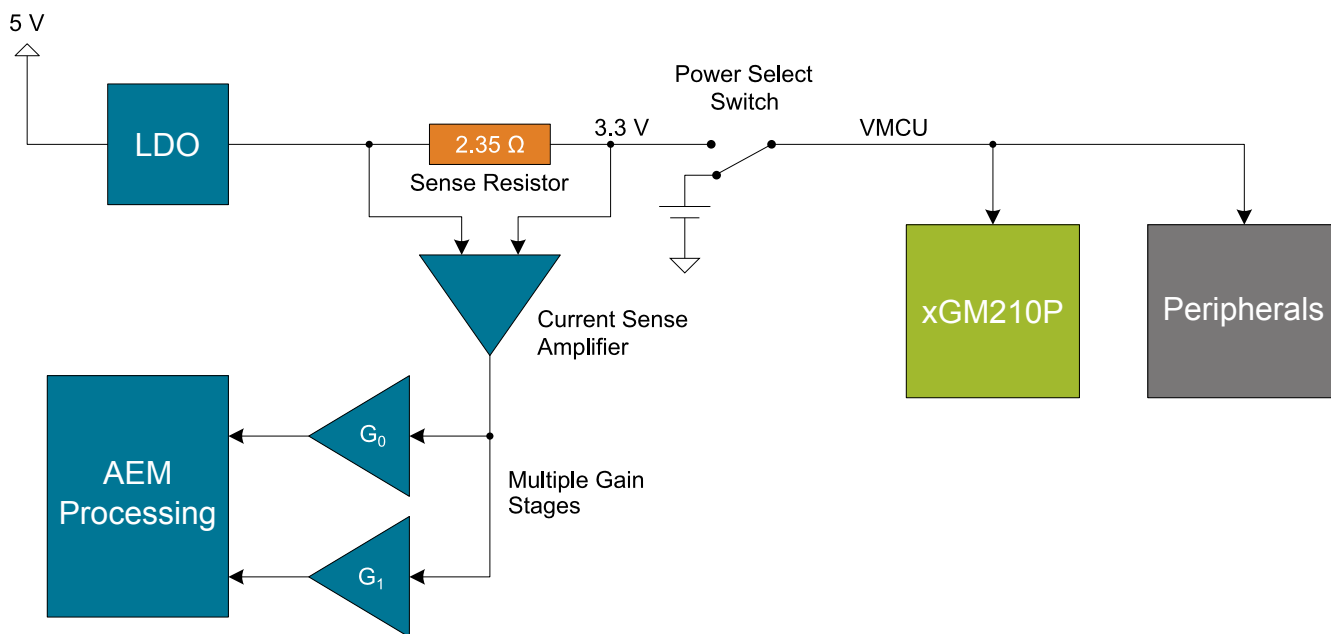 5 V
LDO
2.35 Ω
Sense Resistor
3.3 V
Power Select
Switch
VMCU
xGM210P
Peripherals
Current Sense
Amplifier
AEM
Processing
G₀
G₁
Multiple Gain
Stages